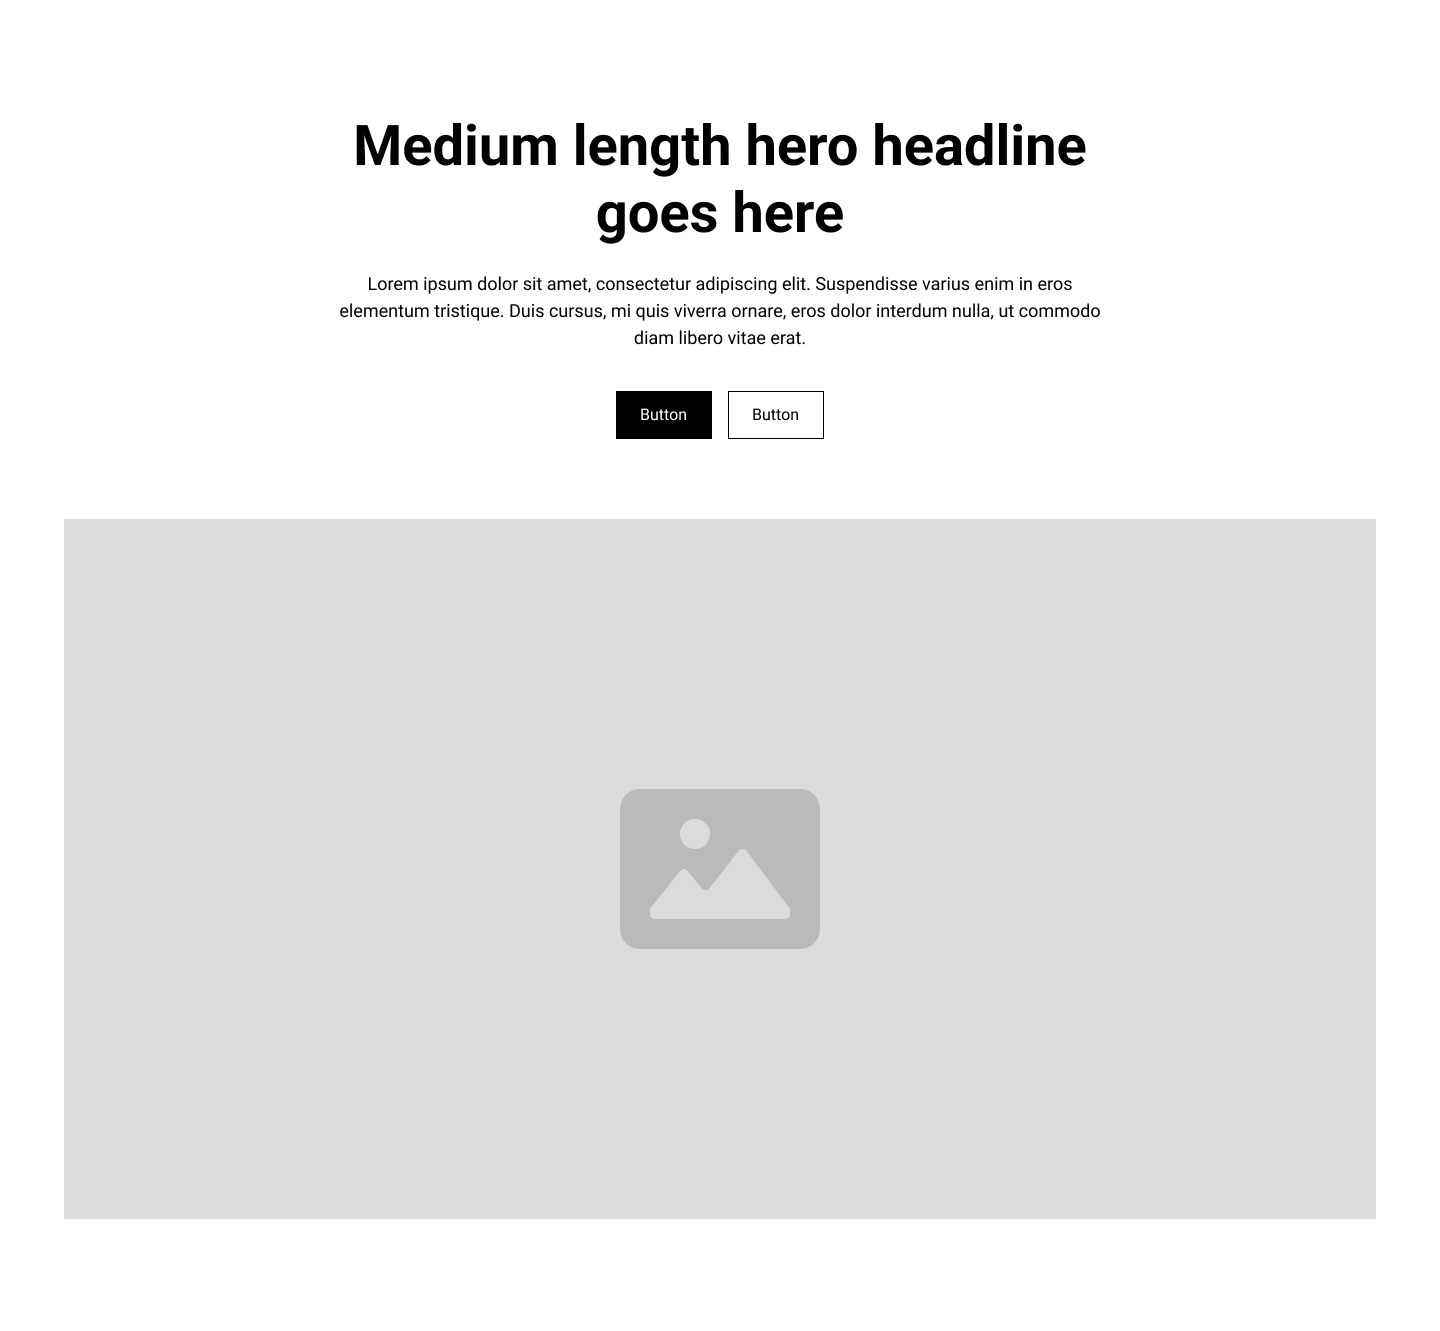 Medium length hero headline
goes here
Lorem ipsum dolor sit amet, consectetur adipiscing elit. Suspendisse varius enim in eros
elementum tristique. Duis cursus, mi quis viverra ornare, eros dolor interdum nulla, ut commodo
diam libero vitae erat.
Button
Button